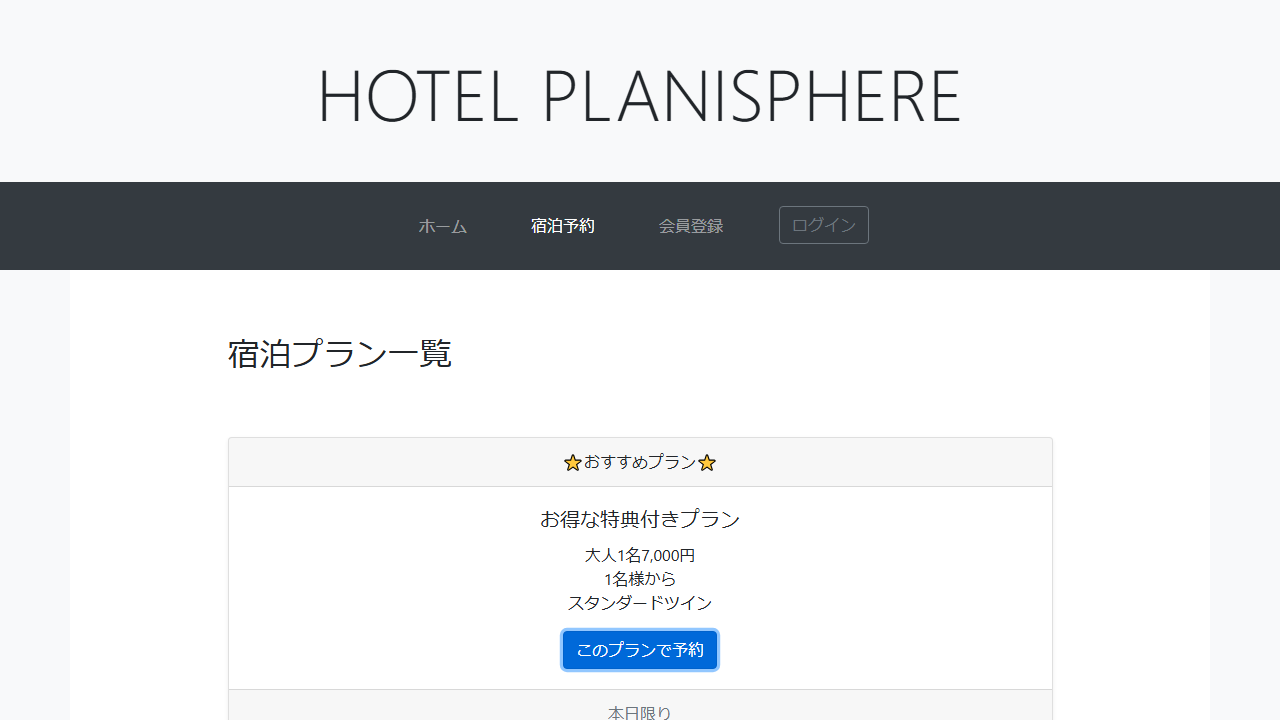 HOTEL PLANISPHERE
ホーム 宿泊予約 会員登録 ログイン
宿泊プラン一覧
⭐おすすめプラン⭐
お得な特典付きプラン
大人1名7,000円
1名様から
スタンダードツイン
このプランで予約
本日限り